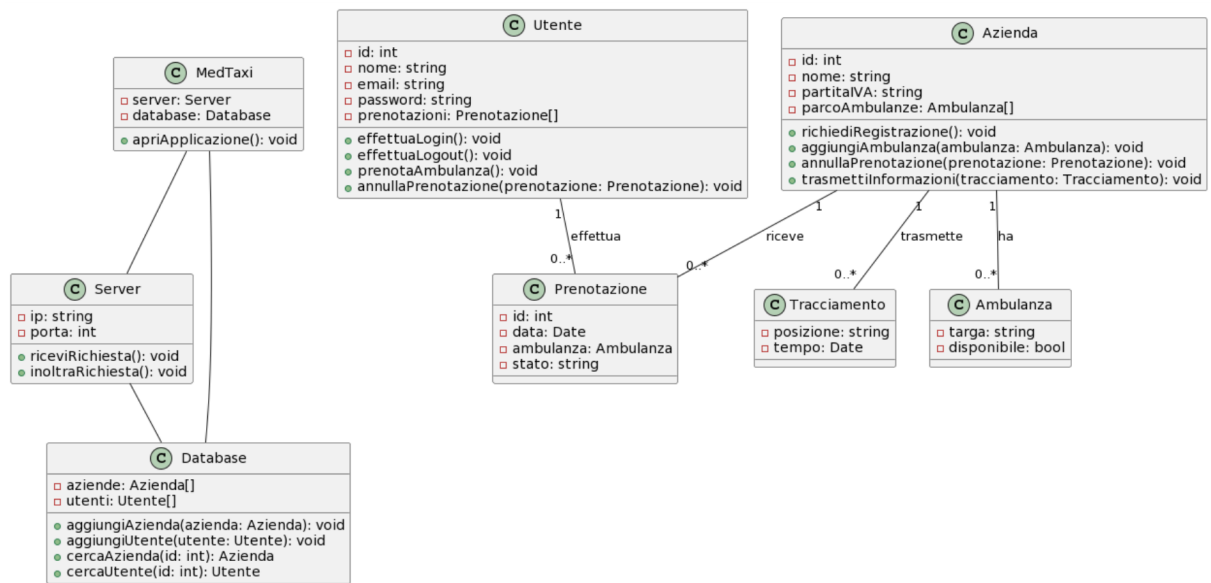 C MedTaxi
server: Server
database: Database
apriApplicazione(): void
C Utente
id: int
nome: string
email: string
password: string
prenotazioni: Prenotazione[]
effettuaLogin(): void
effettuaLogout(): void
prenotaAmbulanza(): void
annullaPrenotazione(prenotazione: Prenotazione): void
C Azienda
id: int
nome: string
partitaIVA: string
parcoAmbulanze: Ambulanza[]
richiediRegistrazione(): void
aggiungiAmbulanza(ambulanza: Ambulanza): void
annullaPrenotazione(prenotazione: Prenotazione): void
trasmettiInformazioni(tracciamento: Tracciamento): void
1
effettua
0..*
1
riceve
0..*
1
trasmette
0..*
1
ha
0..*
C Server
ip: string
porta: int
riceviRichiesta(): void
inoltraRichiesta(): void
C Prenotazione
id: int
data: Date
ambulanza: Ambulanza
stato: string
C Tracciamento
posizione: string
tempo: Date
C Ambulanza
targa: string
disponibile: bool
C Database
aziende: Azienda[]
utenti: Utente[]
aggiungiAzienda(azienda: Azienda): void
aggiungiUtente(utente: Utente): void
cercaAzienda(id: int): Azienda
cercaUtente(id: int): Utente